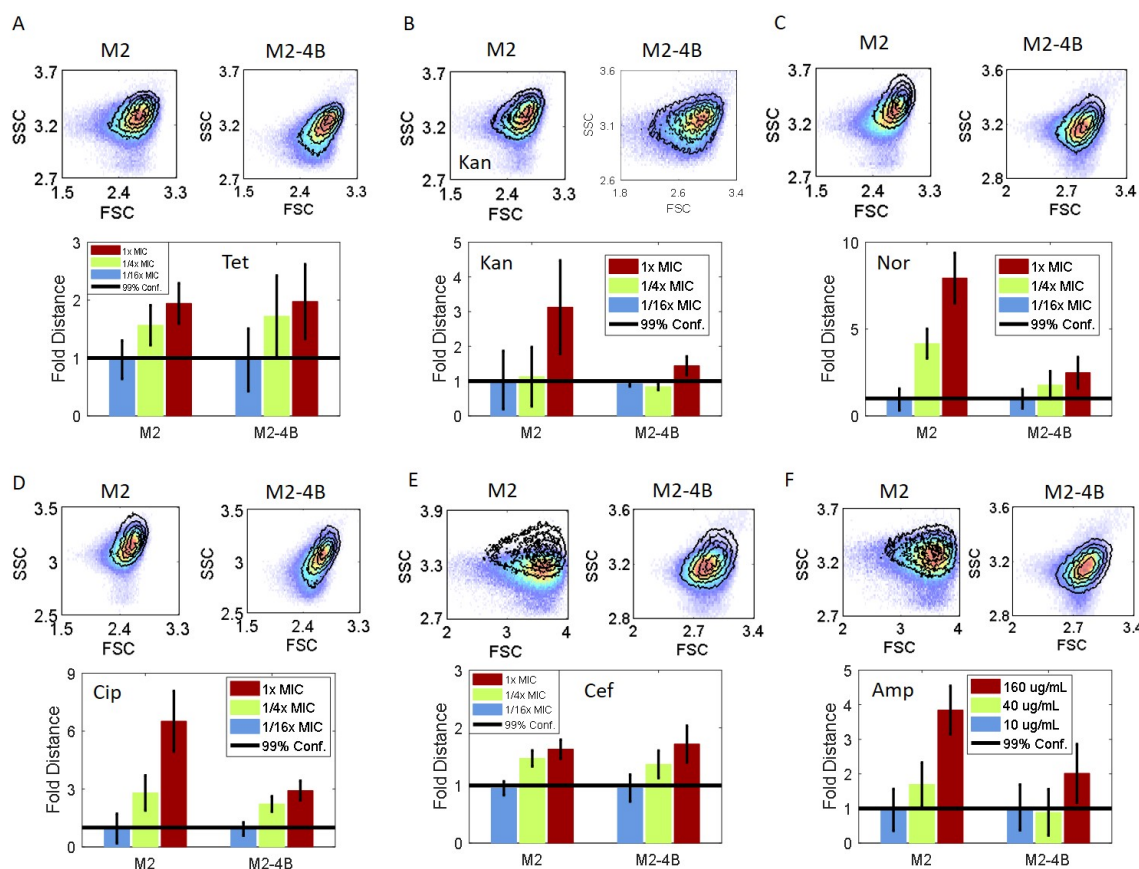 A
M2
M2-4B
3.7
3.2
2.7
SSC
1.5
2.4
3.3
FSC
3.7
3.2
2.7
SSC
1.5
2.4
3.3
FSC
3
2
1
0
Fold Distance
1x MIC
1/4x MIC
1/16x MIC
99% Conf.
Tet
M2
M2-4B
B
M2
M2-4B
3.7
3.2
2.7
SSC
Kan
1.5
2.4
3.3
FSC
3.6
3.1
2.6
SSC
1.8
2.6
3.4
FSC
5
4
3
2
1
0
Fold Distance
Kan
1x MIC
1/4x MIC
1/16x MIC
99% Conf.
M2
M2-4B
C
M2
M2-4B
3.7
3.2
2.7
SSC
1.5
2.4
3.3
FSC
3.6
3.2
2.8
SSC
2
2.7
3.4
FSC
10
5
0
Fold Distance
Nor
1x MIC
1/4x MIC
1/16x MIC
99% Conf.
M2
M2-4B
D
M2
M2-4B
3.5
3
2.5
SSC
1.5
2.4
3.3
FSC
3.5
3.1
2.6
SSC
1.5
2.4
3.3
FSC
9
6
3
0
Fold Distance
Cip
1x MIC
1/4x MIC
1/16x MIC
99% Conf.
M2
M2-4B
E
M2
M2-4B
3.9
3.3
2.7
SSC
2
3
4
FSC
3.6
3.2
2.8
SSC
2
2.7
3.4
FSC
3
2
1
0
Fold Distance
1x MIC
1/4x MIC
1/16x MIC
99% Conf.
Cef
M2
M2-4B
F
M2
M2-4B
3.7
3.2
2.7
SSC
2
3
4
FSC
3.6
3.2
2.8
SSC
2
2.7
3.4
FSC
5
4
3
2
1
0
Fold Distance
Amp
160 ug/mL
40 ug/mL
10 ug/mL
99% Conf.
M2
M2-4B